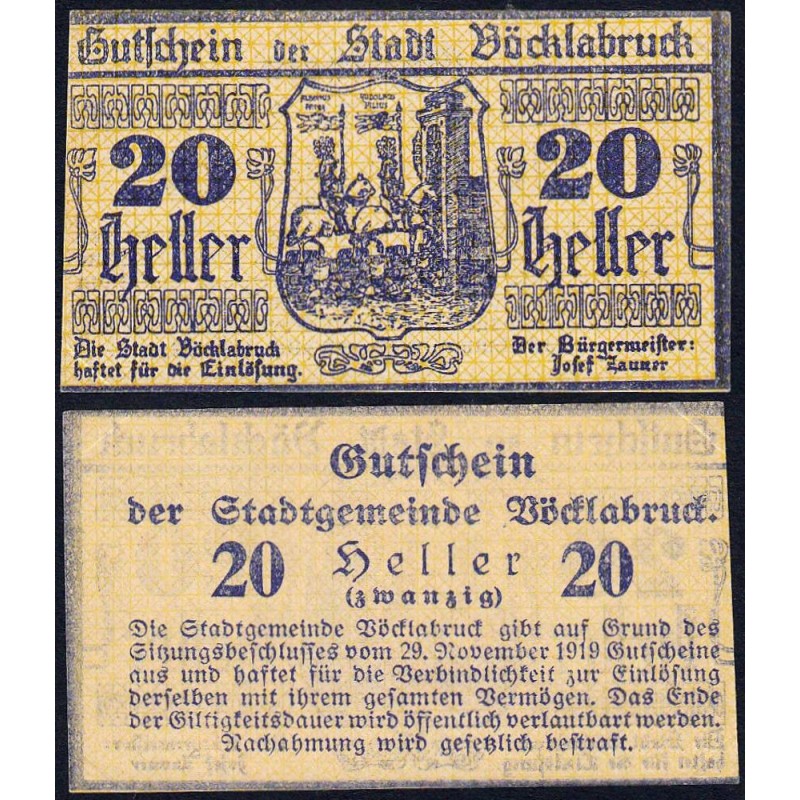 Gutschein der Stadt Vöcklabruck
20 20
Heller Heller
Die Stadt Vöcklabruck
haftet für die Einlösung.
Der Bürgermeister:
Josef Zauner
Gutschein
der Stadtgemeinde Vöcklabruck.
20 Heller 20
(zwanzig)
Die Stadtgemeinde Vöcklabruck gibt auf Grund des
Sitzungsbeschlusses vom 29. November 1919 Gutscheine
aus und haftet für die Verbindlichkeit zur Einlösung
derselben mit ihrem gesamten Vermögen. Das Ende
der Giltigkeitsdauer wird öffentlich verlautbart werden.
Nachahmung wird gesetzlich bestraft.